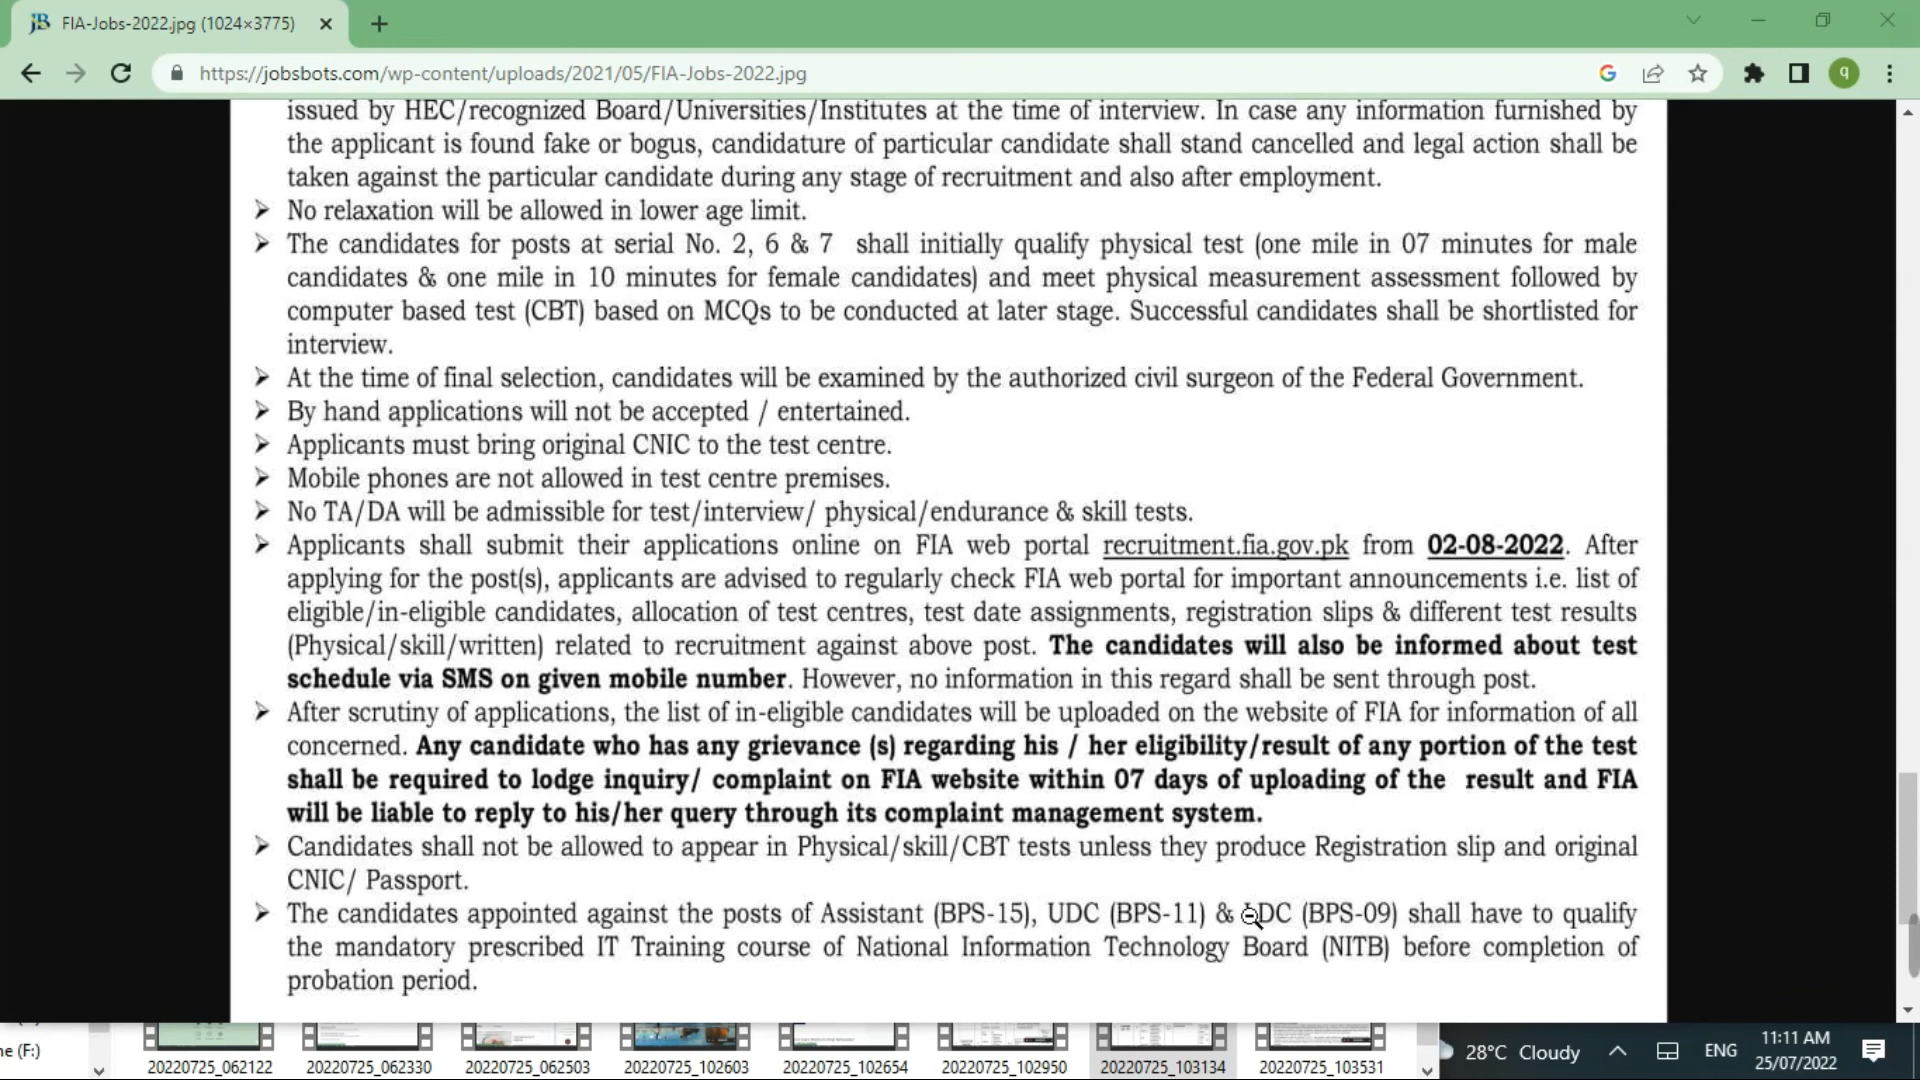 FIA-Jobs-2022.jpg (1024×3775)
https://jobsbots.com/wp-content/uploads/2021/05/FIA-Jobs-2022.jpg
q
issued by HEC/recognized Board/Universities/Institutes at the time of interview. In case any information furnished by
the applicant is found fake or bogus, candidature of particular candidate shall stand cancelled and legal action shall be
taken against the particular candidate during any stage of recruitment and also after employment.
➢ No relaxation will be allowed in lower age limit.
➢ The candidates for posts at serial No. 2, 6 & 7 shall initially qualify physical test (one mile in 07 minutes for male
candidates & one mile in 10 minutes for female candidates) and meet physical measurement assessment followed by
computer based test (CBT) based on MCQs to be conducted at later stage. Successful candidates shall be shortlisted for
interview.
➢ At the time of final selection, candidates will be examined by the authorized civil surgeon of the Federal Government.
➢ By hand applications will not be accepted / entertained.
➢ Applicants must bring original CNIC to the test centre.
➢ Mobile phones are not allowed in test centre premises.
➢ No TA/DA will be admissible for test/interview/ physical/endurance & skill tests.
➢ Applicants shall submit their applications online on FIA web portal recruitment.fia.gov.pk from 02-08-2022. After
applying for the post(s), applicants are advised to regularly check FIA web portal for important announcements i.e. list of
eligible/in-eligible candidates, allocation of test centres, test date assignments, registration slips & different test results
(Physical/skill/written) related to recruitment against above post. The candidates will also be informed about test
schedule via SMS on given mobile number. However, no information in this regard shall be sent through post.
➢ After scrutiny of applications, the list of in-eligible candidates will be uploaded on the website of FIA for information of all
concerned. Any candidate who has any grievance (s) regarding his / her eligibility/result of any portion of the test
shall be required to lodge inquiry/ complaint on FIA website within 07 days of uploading of the result and FIA
will be liable to reply to his/her query through its complaint management system.
➢ Candidates shall not be allowed to appear in Physical/skill/CBT tests unless they produce Registration slip and original
CNIC/ Passport.
➢ The candidates appointed against the posts of Assistant (BPS-15), UDC (BPS-11) & LDC (BPS-09) shall have to qualify
the mandatory prescribed IT Training course of National Information Technology Board (NITB) before completion of
probation period.
ne (F:)
20220725_062122 20220725_062330 20220725_062503 20220725_102603 20220725_102654 20220725_102950 20220725_103134 20220725_103531
28°C Cloudy
ENG
11:11 AM
25/07/2022